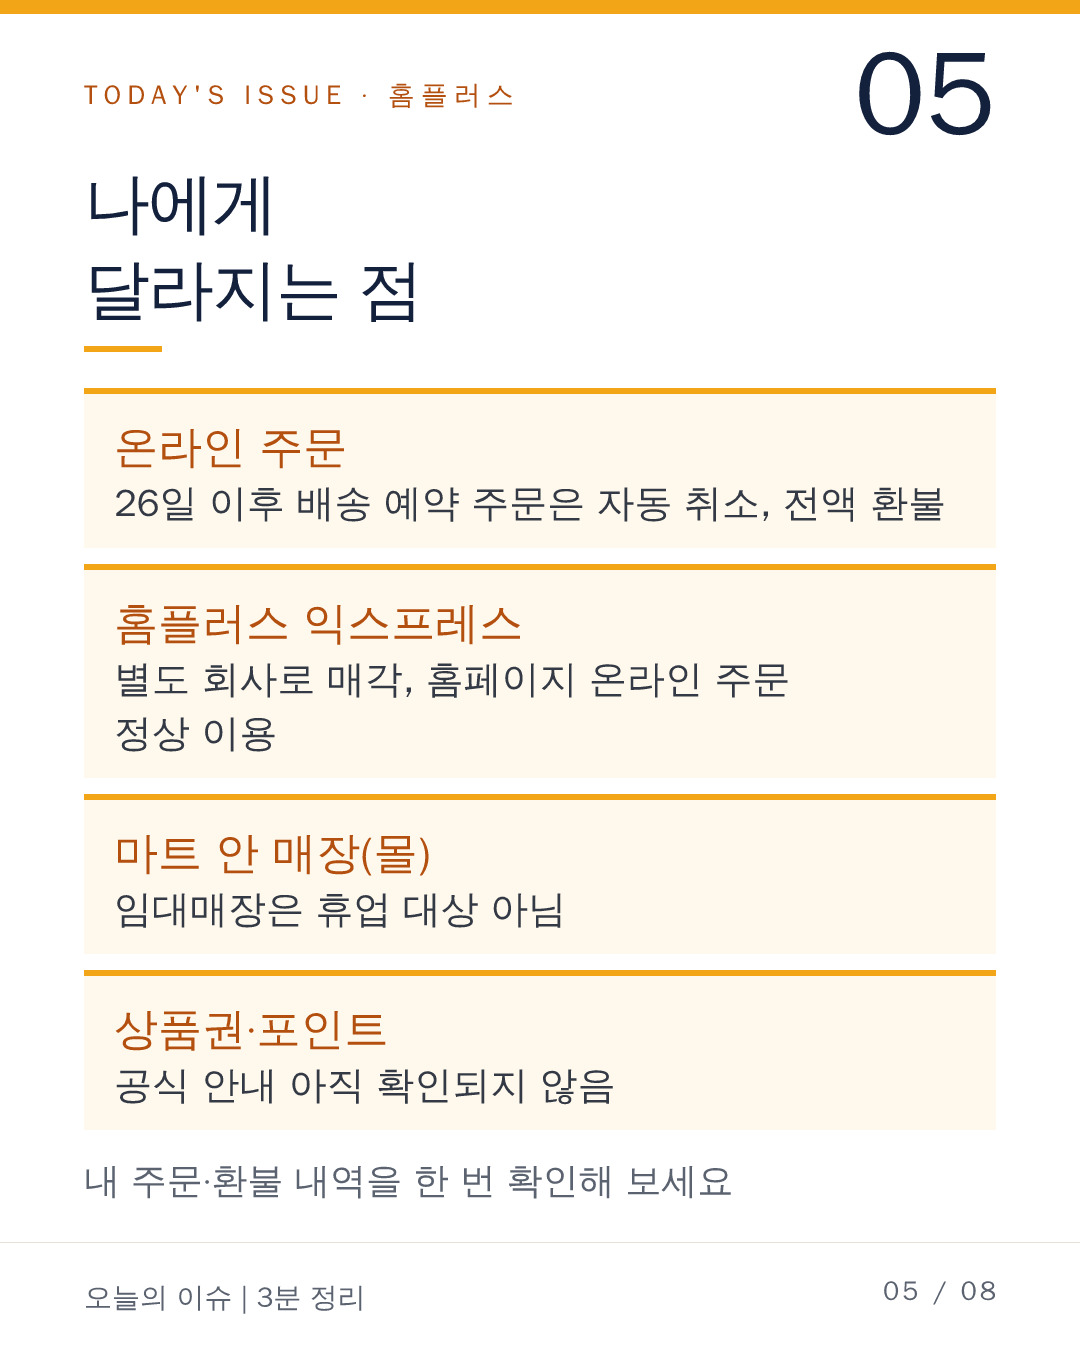 TODAY'S ISSUE · 홈플러스
05
나에게
달라지는 점
온라인 주문
26일 이후 배송 예약 주문은 자동 취소, 전액 환불
홈플러스 익스프레스
별도 회사로 매각, 홈페이지 온라인 주문
정상 이용
마트 안 매장(몰)
임대매장은 휴업 대상 아님
상품권·포인트
공식 안내 아직 확인되지 않음
내 주문·환불 내역을 한 번 확인해 보세요
오늘의 이슈 | 3분 정리
05 / 08